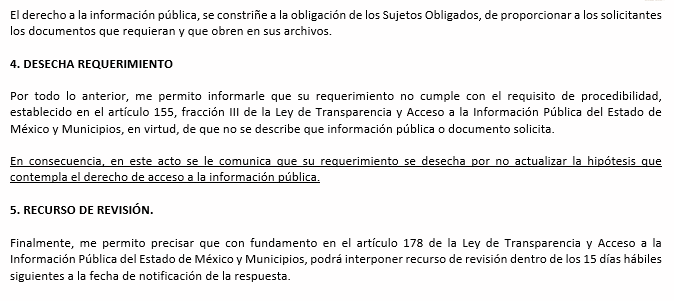 El derecho a la información pública, se constriñe a la obligación de los Sujetos Obligados, de proporcionar a los solicitantes
los documentos que requieran y que obren en sus archivos.
4. DESECHA REQUERIMIENTO
Por todo lo anterior, me permito informarle que su requerimiento no cumple con el requisito de procedibilidad,
establecido en el artículo 155, fracción III de la Ley de Transparencia y Acceso a la Información Pública del Estado de
México y Municipios, en virtud, de que no se describe que información pública o documento solicita.
En consecuencia, en este acto se le comunica que su requerimiento se desecha por no actualizar la hipótesis que
contempla el derecho de acceso a la información pública.
5. RECURSO DE REVISIÓN.
Finalmente, me permito precisar que con fundamento en el artículo 178 de la Ley de Transparencia y Acceso a la
Información Pública del Estado de México y Municipios, podrá interponer recurso de revisión dentro de los 15 días hábiles
siguientes a la fecha de notificación de la respuesta.